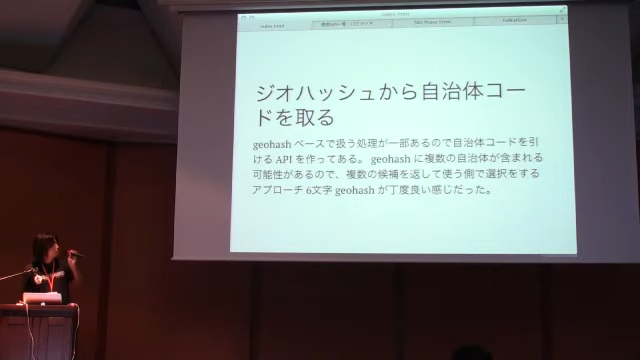 index.html
ジオハッシュから自治体コー
ドを取る
geohash ベースで扱う処理が一部あるので自治体コードを引
ける API を作ってある。 geohash に複数の自治体が含まれる
可能性があるので、複数の候補を返して使う側で選択をする
アプローチ 6文字 geohash が丁度良い感じだった。